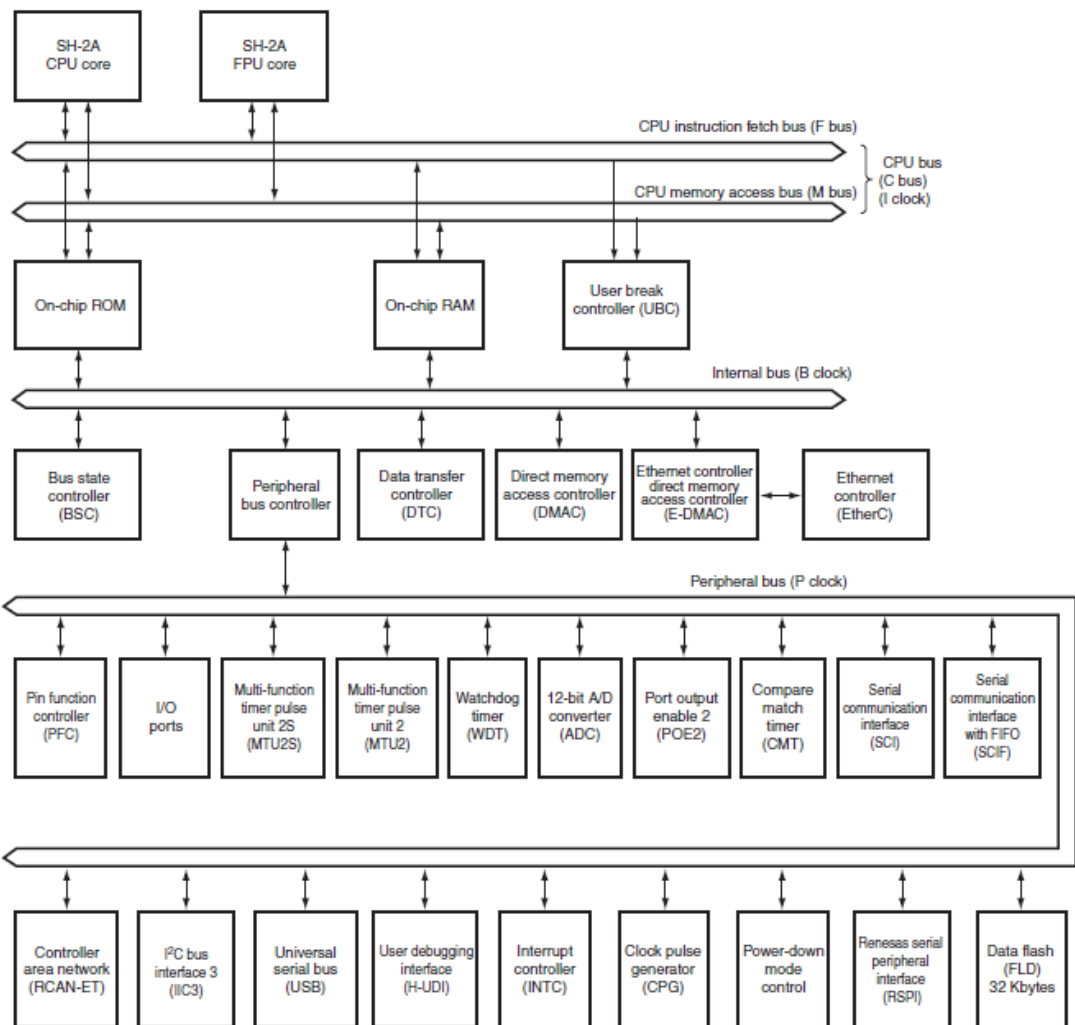 SH-2A
CPU core
SH-2A
FPU core
CPU instruction fetch bus (F bus)
CPU bus
(C bus)
(I clock)
CPU memory access bus (M bus)
On-chip ROM
On-chip RAM
User break
controller (UBC)
Internal bus (B clock)
Bus state
controller
(BSC)
Peripheral
bus controller
Data transfer
controller
(DTC)
Direct memory
access controller
(DMAC)
Ethernet controller
direct memory
access controller
(E-DMAC)
Ethernet
controller
(EtherC)
Peripheral bus (P clock)
Pin function
controller
(PFC)
I/O
ports
Multi-function
timer pulse
unit 2S
(MTU2S)
Multi-function
timer pulse
unit 2
(MTU2)
Watchdog
timer
(WDT)
12-bit A/D
converter
(ADC)
Port output
enable 2
(POE2)
Compare
match
timer
(CMT)
Serial
communication
interface
(SCI)
Serial
communication
interface
with FIFO
(SCIF)
Controller
area network
(RCAN-ET)
I²C bus
interface 3
(IIC3)
Universal
serial bus
(USB)
User debugging
interface
(H-UDI)
Interrupt
controller
(INTC)
Clock pulse
generator
(CPG)
Power-down
mode
control
Renesas serial
peripheral
interface
(RSPI)
Data flash
(FLD)
32 Kbytes